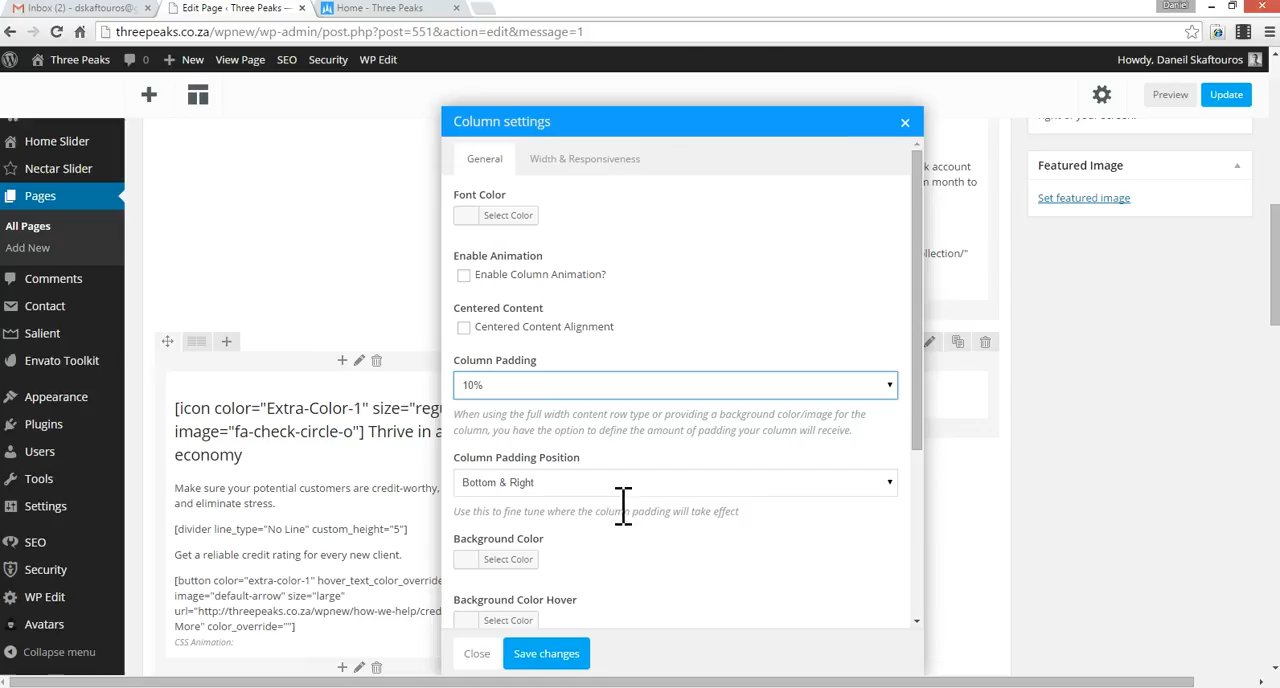 Inbox (2) - dskaftouros@
Edit Page ‹ Three Peaks —
Home - Three Peaks
Daniel
threepeaks.co.za/wpnew/wp-admin/post.php?post=551&action=edit&message=1
Three Peaks 0 New View Page SEO Security WP Edit Howdy, Daneil Skaftouros
Preview Update
Home Slider
Nectar Slider
Pages
All Pages
Add New
Comments
Contact
Salient
Envato Toolkit
Appearance
Plugins
Users
Tools
Settings
SEO
Security
WP Edit
Avatars
Collapse menu
[icon color="Extra-Color-1" size="reg
image="fa-check-circle-o"] Thrive in a
economy
Make sure your potential customers are credit-worthy,
and eliminate stress.
[divider line_type="No Line" custom_height="5"]
Get a reliable credit rating for every new client.
[button color="extra-color-1" hover_text_color_overrid
image="default-arrow" size="large"
url="http://threepeaks.co.za/wpnew/how-we-help/cred
More" color_override=""]
CSS Animation:
Column settings
General Width & Responsiveness
Font Color
Select Color
Enable Animation
Enable Column Animation?
Centered Content
Centered Content Alignment
Column Padding
10%
When using the full width content row type or providing a background color/image for the
column, you have the option to define the amount of padding your column will receive.
Column Padding Position
Bottom & Right
Use this to fine tune where the column padding will take effect
Background Color
Select Color
Background Color Hover
Select Color
Close Save changes
k account
m month to
llection/"
right of your screen.
Featured Image
Set featured image